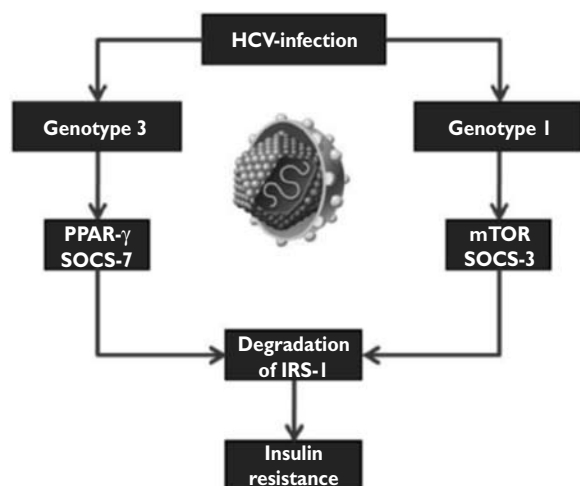 HCV-infection
Genotype 3
Genotype 1
PPAR-γ
SOCS-7
mTOR
SOCS-3
Degradation
of IRS-1
Insulin
resistance